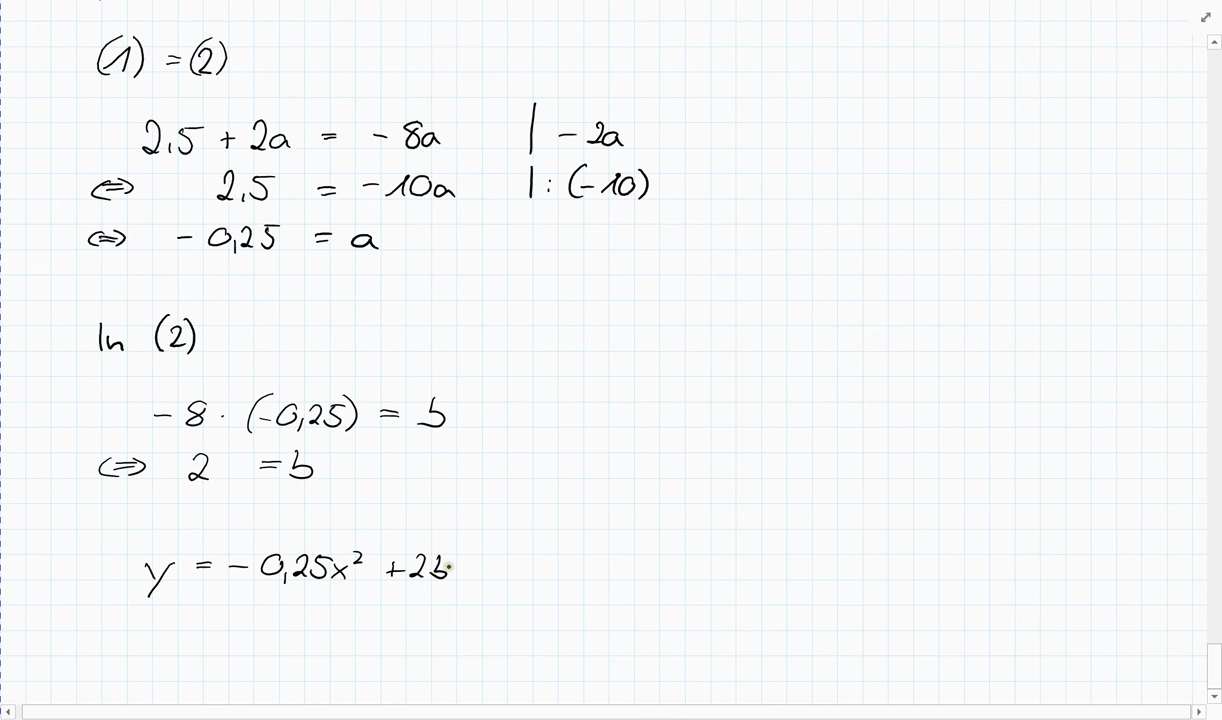 (1) = (2)
2,5 + 2a = - 8a | - 2a
⇔ 2,5 = - 10a | : (-10)
⇔ - 0,25 = a
In (2)
- 8 · (-0,25) = b
⇔ 2 = b
y = - 0,25x² + 2b